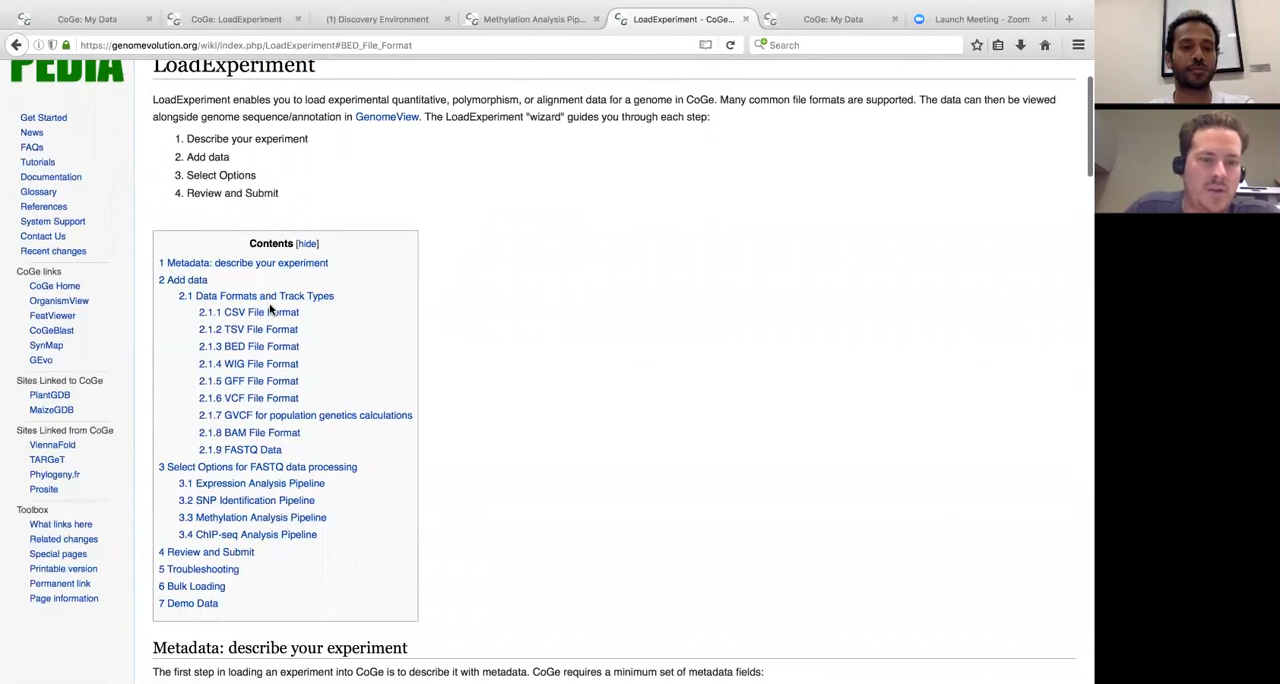 CoGe: My Data
CoGe: LoadExperiment
(1) Discovery Environment
Methylation Analysis Pip...
LoadExperiment - CoGe...
CoGe: My Data
Launch Meeting - Zoom
https://genomevolution.org/wiki/index.php/LoadExperiment#BED_File_Format
Search
PEDIA
Get Started
News
FAQs
Tutorials
Documentation
Glossary
References
System Support
Contact Us
Recent changes
CoGe links
CoGe Home
OrganismView
FeatViewer
CoGeBlast
SynMap
GEvo
Sites Linked to CoGe
PlantGDB
MaizeGDB
Sites Linked from CoGe
ViennaFold
TARGeT
Phylogeny.fr
Prosite
Toolbox
What links here
Related changes
Special pages
Printable version
Permanent link
Page information
LoadExperiment
LoadExperiment enables you to load experimental quantitative, polymorphism, or alignment data for a genome in CoGe. Many common file formats are supported. The data can then be viewed
alongside genome sequence/annotation in GenomeView. The LoadExperiment "wizard" guides you through each step:
1. Describe your experiment
2. Add data
3. Select Options
4. Review and Submit
Contents [hide]
1 Metadata: describe your experiment
2 Add data
2.1 Data Formats and Track Types
2.1.1 CSV File Format
2.1.2 TSV File Format
2.1.3 BED File Format
2.1.4 WIG File Format
2.1.5 GFF File Format
2.1.6 VCF File Format
2.1.7 GVCF for population genetics calculations
2.1.8 BAM File Format
2.1.9 FASTQ Data
3 Select Options for FASTQ data processing
3.1 Expression Analysis Pipeline
3.2 SNP Identification Pipeline
3.3 Methylation Analysis Pipeline
3.4 ChIP-seq Analysis Pipeline
4 Review and Submit
5 Troubleshooting
6 Bulk Loading
7 Demo Data
Metadata: describe your experiment
The first step in loading an experiment into CoGe is to describe it with metadata. CoGe requires a minimum set of metadata fields: